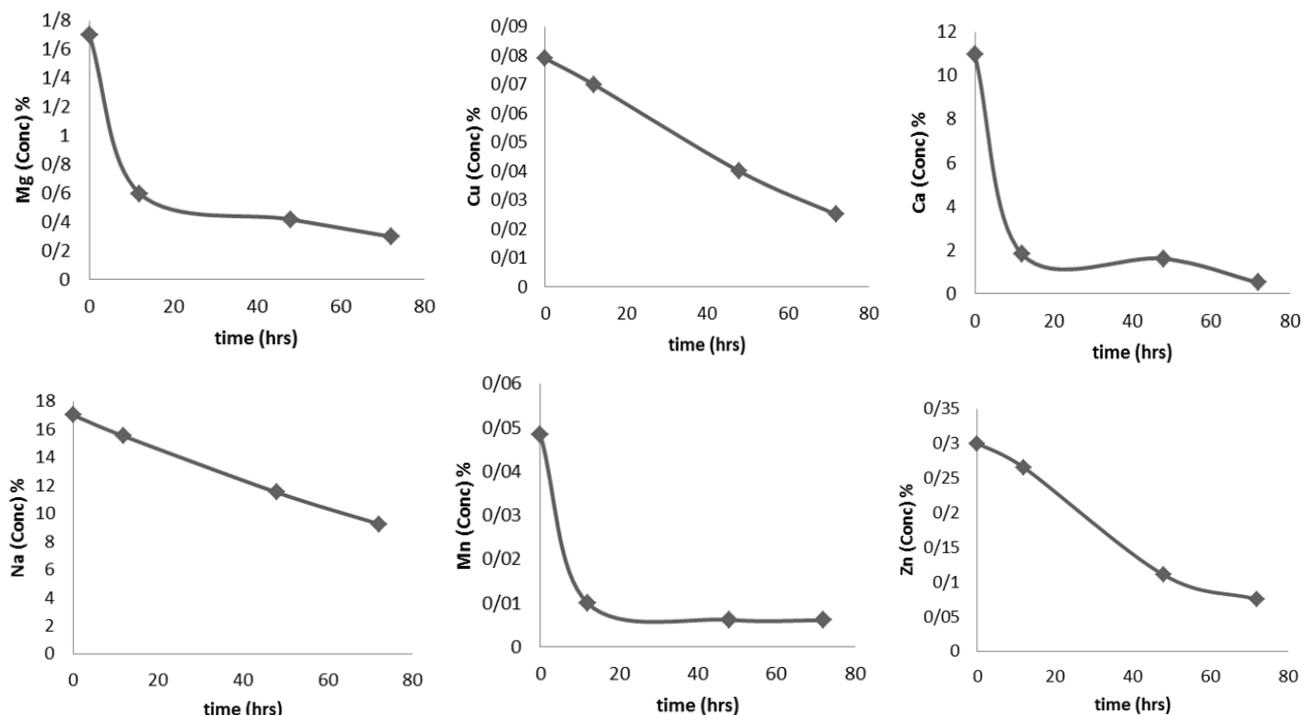 Mg (Conc) %
1/8
1/6
1/4
1/2
1
0/8
0/6
0/4
0/2
0
0 20 40 60 80
time (hrs)
Cu (Conc) %
0/09
0/08
0/07
0/06
0/05
0/04
0/03
0/02
0/01
0
0 20 40 60 80
time (hrs)
Ca (Conc) %
12
10
8
6
4
2
0
0 20 40 60 80
time (hrs)
Na (Conc) %
18
16
14
12
10
8
6
4
2
0
0 20 40 60 80
time (hrs)
Mn (Conc) %
0/06
0/05
0/04
0/03
0/02
0/01
0
0 20 40 60 80
time (hrs)
Zn (Conc) %
0/35
0/3
0/25
0/2
0/15
0/1
0/05
0
0 20 40 60 80
time (hrs)